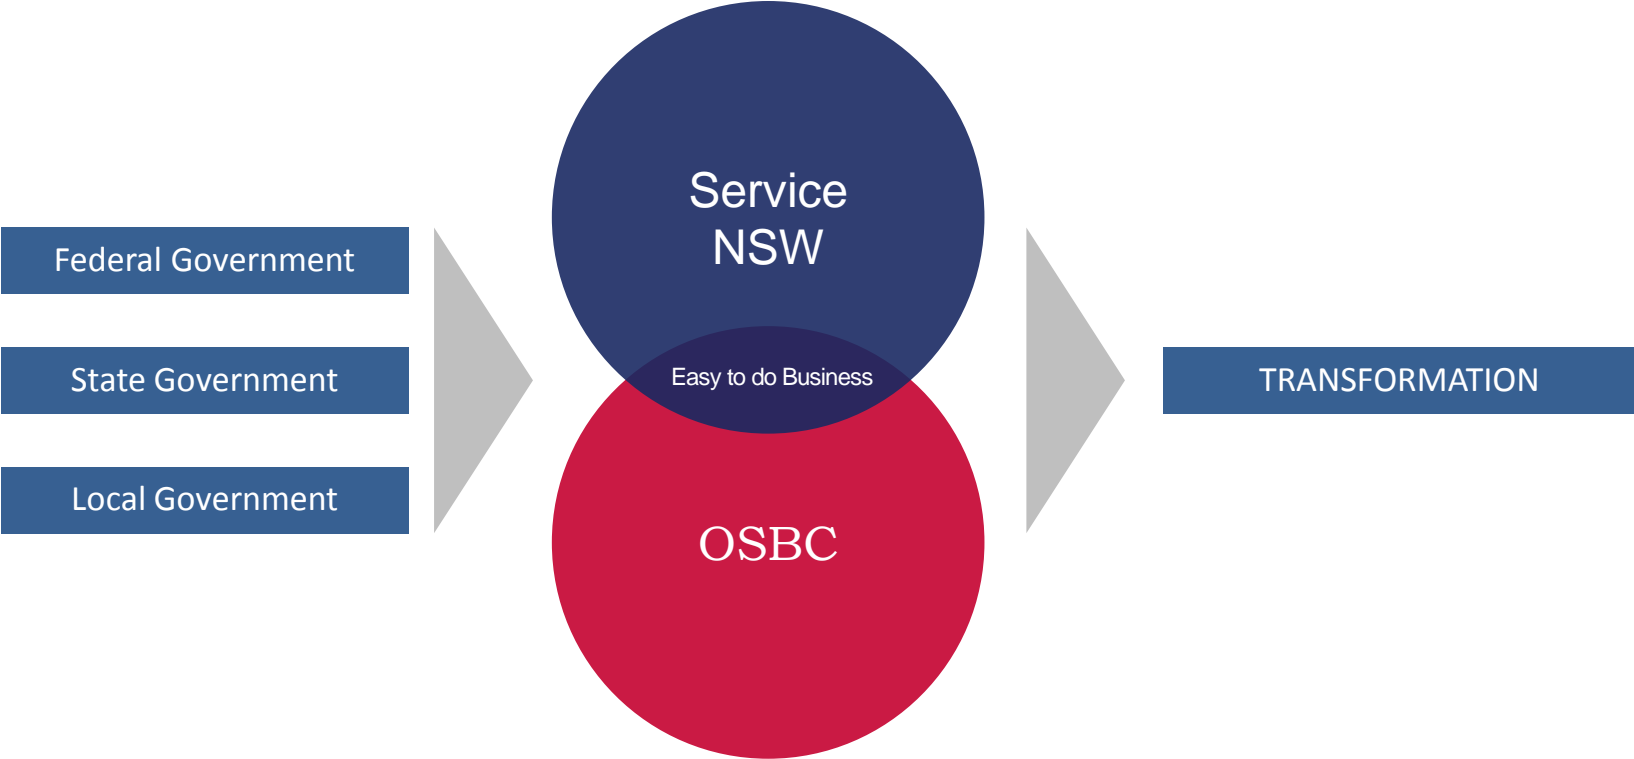 Federal Government
State Government
Local Government
Service
NSW
Easy to do Business
OSBC
TRANSFORMATION